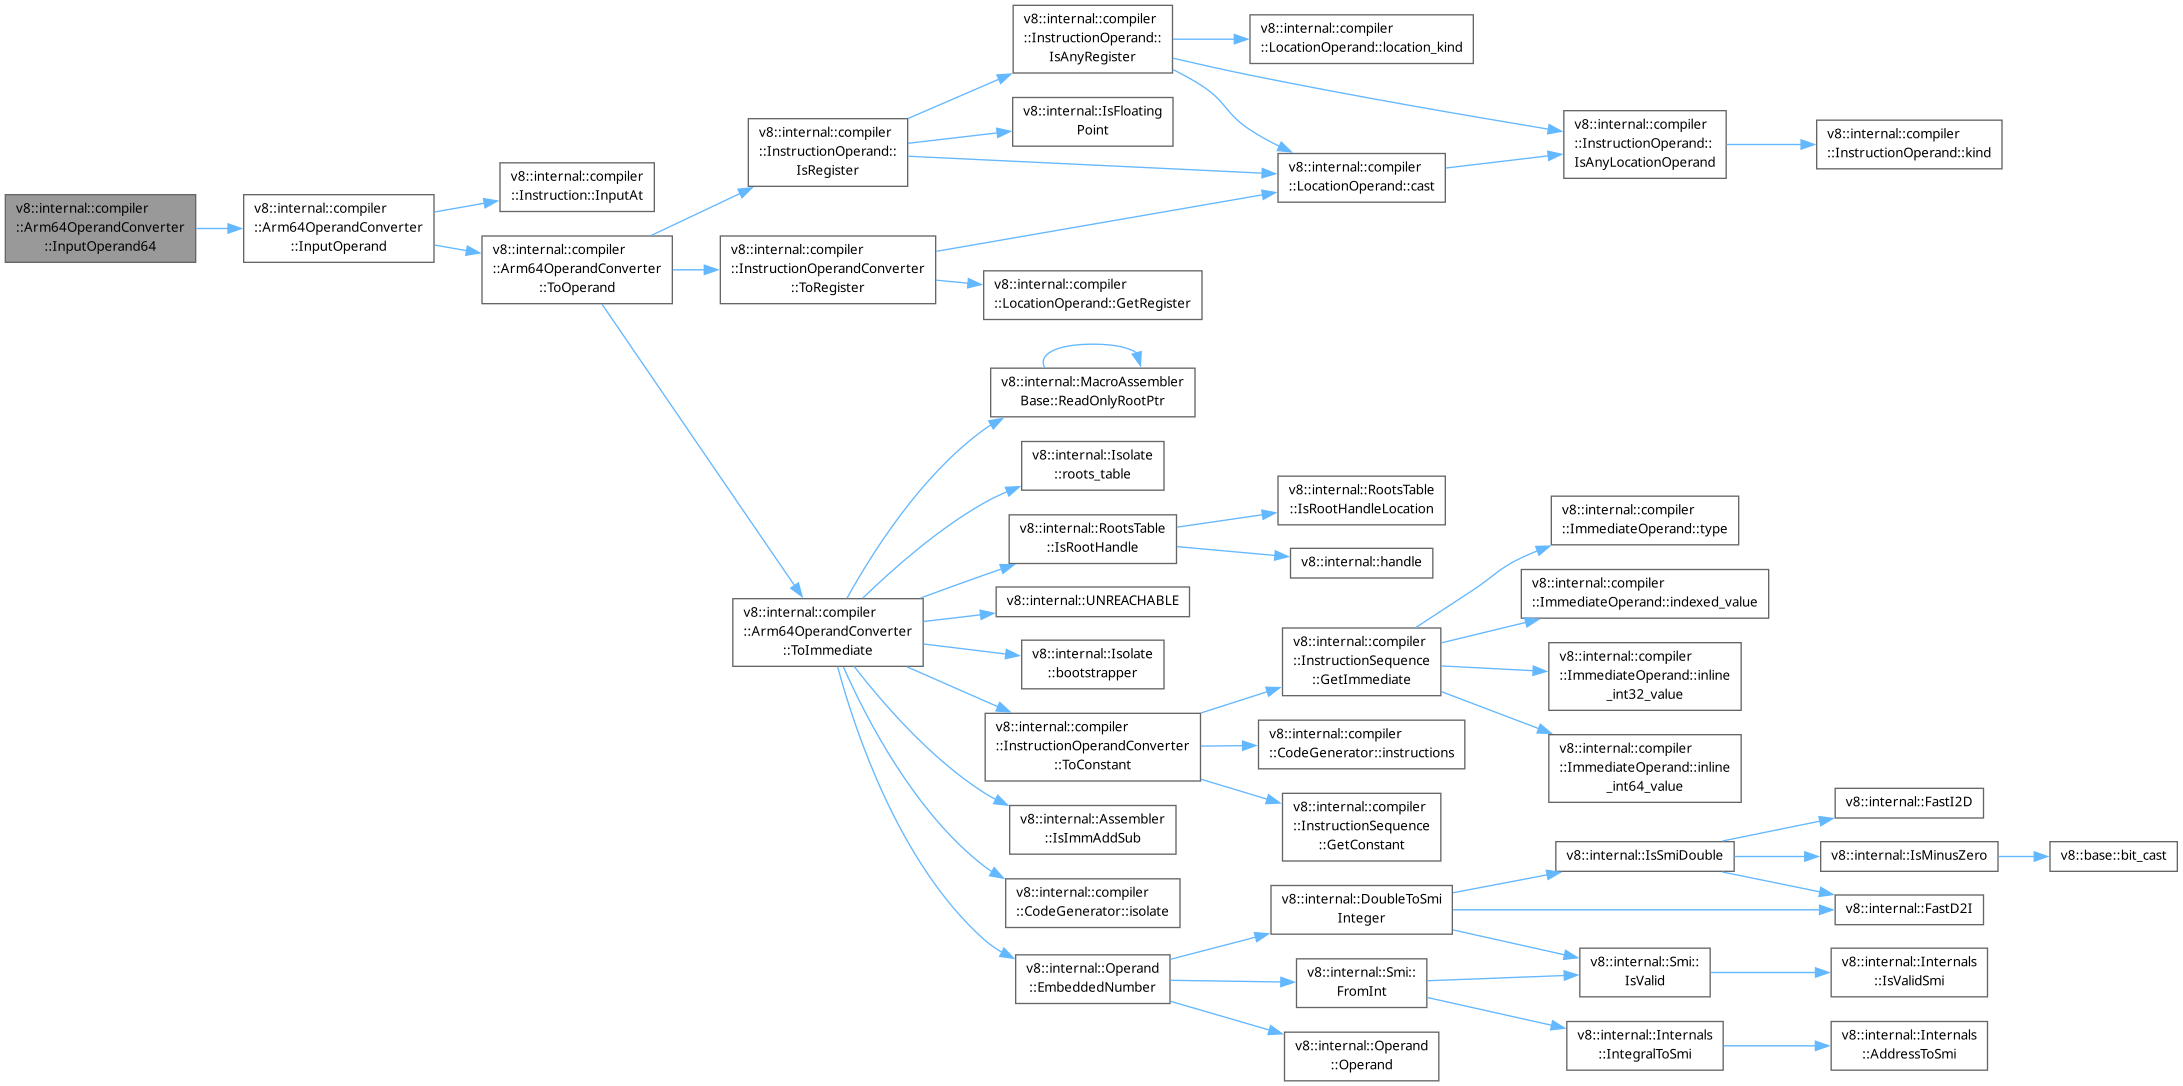 v8::internal::compiler
::Arm64OperandConverter
::InputOperand64
v8::internal::compiler
::Arm64OperandConverter
::InputOperand
v8::internal::compiler
::Instruction::InputAt
v8::internal::compiler
::Arm64OperandConverter
::ToOperand
v8::internal::compiler
::InstructionOperand::
IsRegister
v8::internal::compiler
::InstructionOperand::
IsAnyRegister
v8::internal::compiler
::LocationOperand::location_kind
v8::internal::IsFloating
Point
v8::internal::compiler
::LocationOperand::cast
v8::internal::compiler
::InstructionOperand::
IsAnyLocationOperand
v8::internal::compiler
::InstructionOperand::kind
v8::internal::compiler
::InstructionOperandConverter
::ToRegister
v8::internal::compiler
::LocationOperand::GetRegister
v8::internal::compiler
::Arm64OperandConverter
::ToImmediate
v8::internal::MacroAssembler
Base::ReadOnlyRootPtr
v8::internal::Isolate
::roots_table
v8::internal::RootsTable
::IsRootHandle
v8::internal::RootsTable
::IsRootHandleLocation
v8::internal::handle
v8::internal::UNREACHABLE
v8::internal::Isolate
::bootstrapper
v8::internal::compiler
::InstructionOperandConverter
::ToConstant
v8::internal::compiler
::InstructionSequence
::GetImmediate
v8::internal::compiler
::ImmediateOperand::type
v8::internal::compiler
::ImmediateOperand::indexed_value
v8::internal::compiler
::ImmediateOperand::inline
_int32_value
v8::internal::compiler
::ImmediateOperand::inline
_int64_value
v8::internal::compiler
::CodeGenerator::instructions
v8::internal::compiler
::InstructionSequence
::GetConstant
v8::internal::Assembler
::IsImmAddSub
v8::internal::compiler
::CodeGenerator::isolate
v8::internal::Operand
::EmbeddedNumber
v8::internal::DoubleToSmi
Integer
v8::internal::IsSmiDouble
v8::internal::FastI2D
v8::internal::IsMinusZero
v8::base::bit_cast
v8::internal::FastD2I
v8::internal::Smi::
FromInt
v8::internal::Smi::
IsValid
v8::internal::Internals
::IsValidSmi
v8::internal::Internals
::IntegralToSmi
v8::internal::Internals
::AddressToSmi
v8::internal::Operand
::Operand